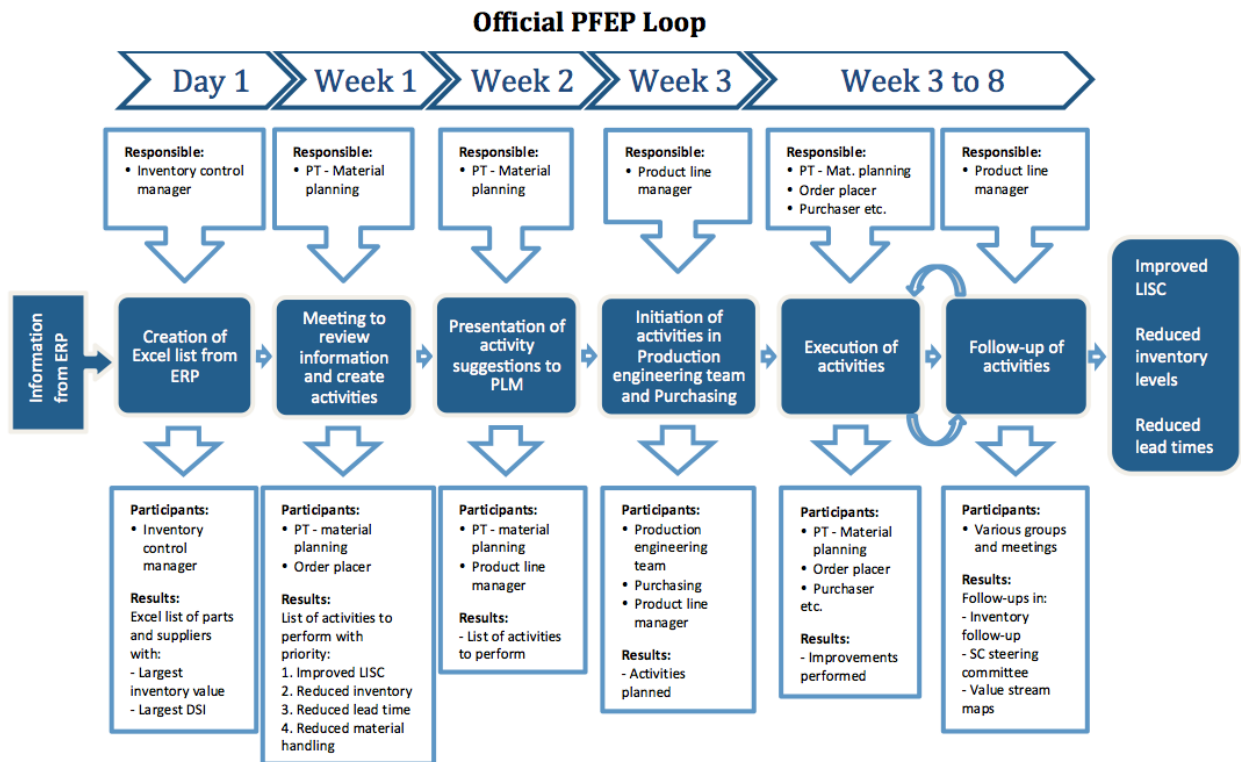 Official PFEP Loop
Day 1
Week 1
Week 2
Week 3
Week 3 to 8
Responsible:
• Inventory control
manager
Responsible:
• PT - Material
planning
Responsible:
• PT - Material
planning
Responsible:
• Product line
manager
Responsible:
• PT - Mat. planning
• Order placer
• Purchaser etc.
Responsible:
• Product line
manager
Information
from ERP
Creation of
Excel list from
ERP
Meeting to
review
information
and create
activities
Presentation of
activity
suggestions to
PLM
Initiation of
activities in
Production
engineering team
and Purchasing
Execution of
activities
Follow-up of
activities
Improved
LISC
Reduced
inventory
levels
Reduced
lead times
Participants:
• Inventory
control
manager
Results:
Excel list of parts
and suppliers
with:
- Largest
inventory value
- Largest DSI
Participants:
• PT - material
planning
• Order placer
Results:
List of activities to
perform with
priority:
1. Improved LISC
2. Reduced inventory
3. Reduced lead time
4. Reduced material
handling
Participants:
• PT - material
planning
• Product line
manager
Results:
- List of activities
to perform
Participants:
• Production
engineering
team
• Purchasing
• Product line
manager
Results:
- Activities
planned
Participants:
• PT - Material
planning
• Order placer
• Purchaser
etc.
Results:
- Improvements
performed
Participants:
• Various groups
and meetings
Results:
Follow-ups in:
- Inventory
follow-up
- SC steering
committee
- Value stream
maps